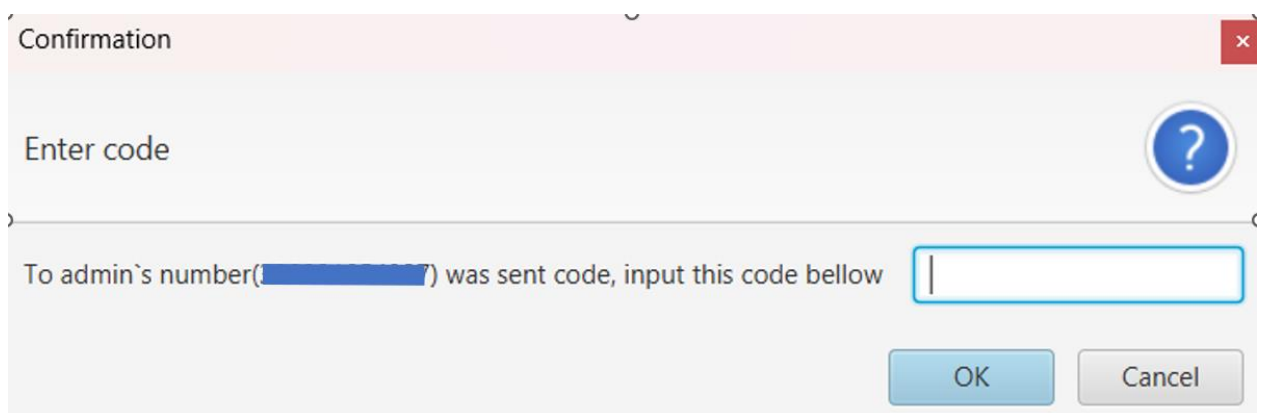 Confirmation
Enter code
To admin`s number( ) was sent code, input this code bellow
OK
Cancel